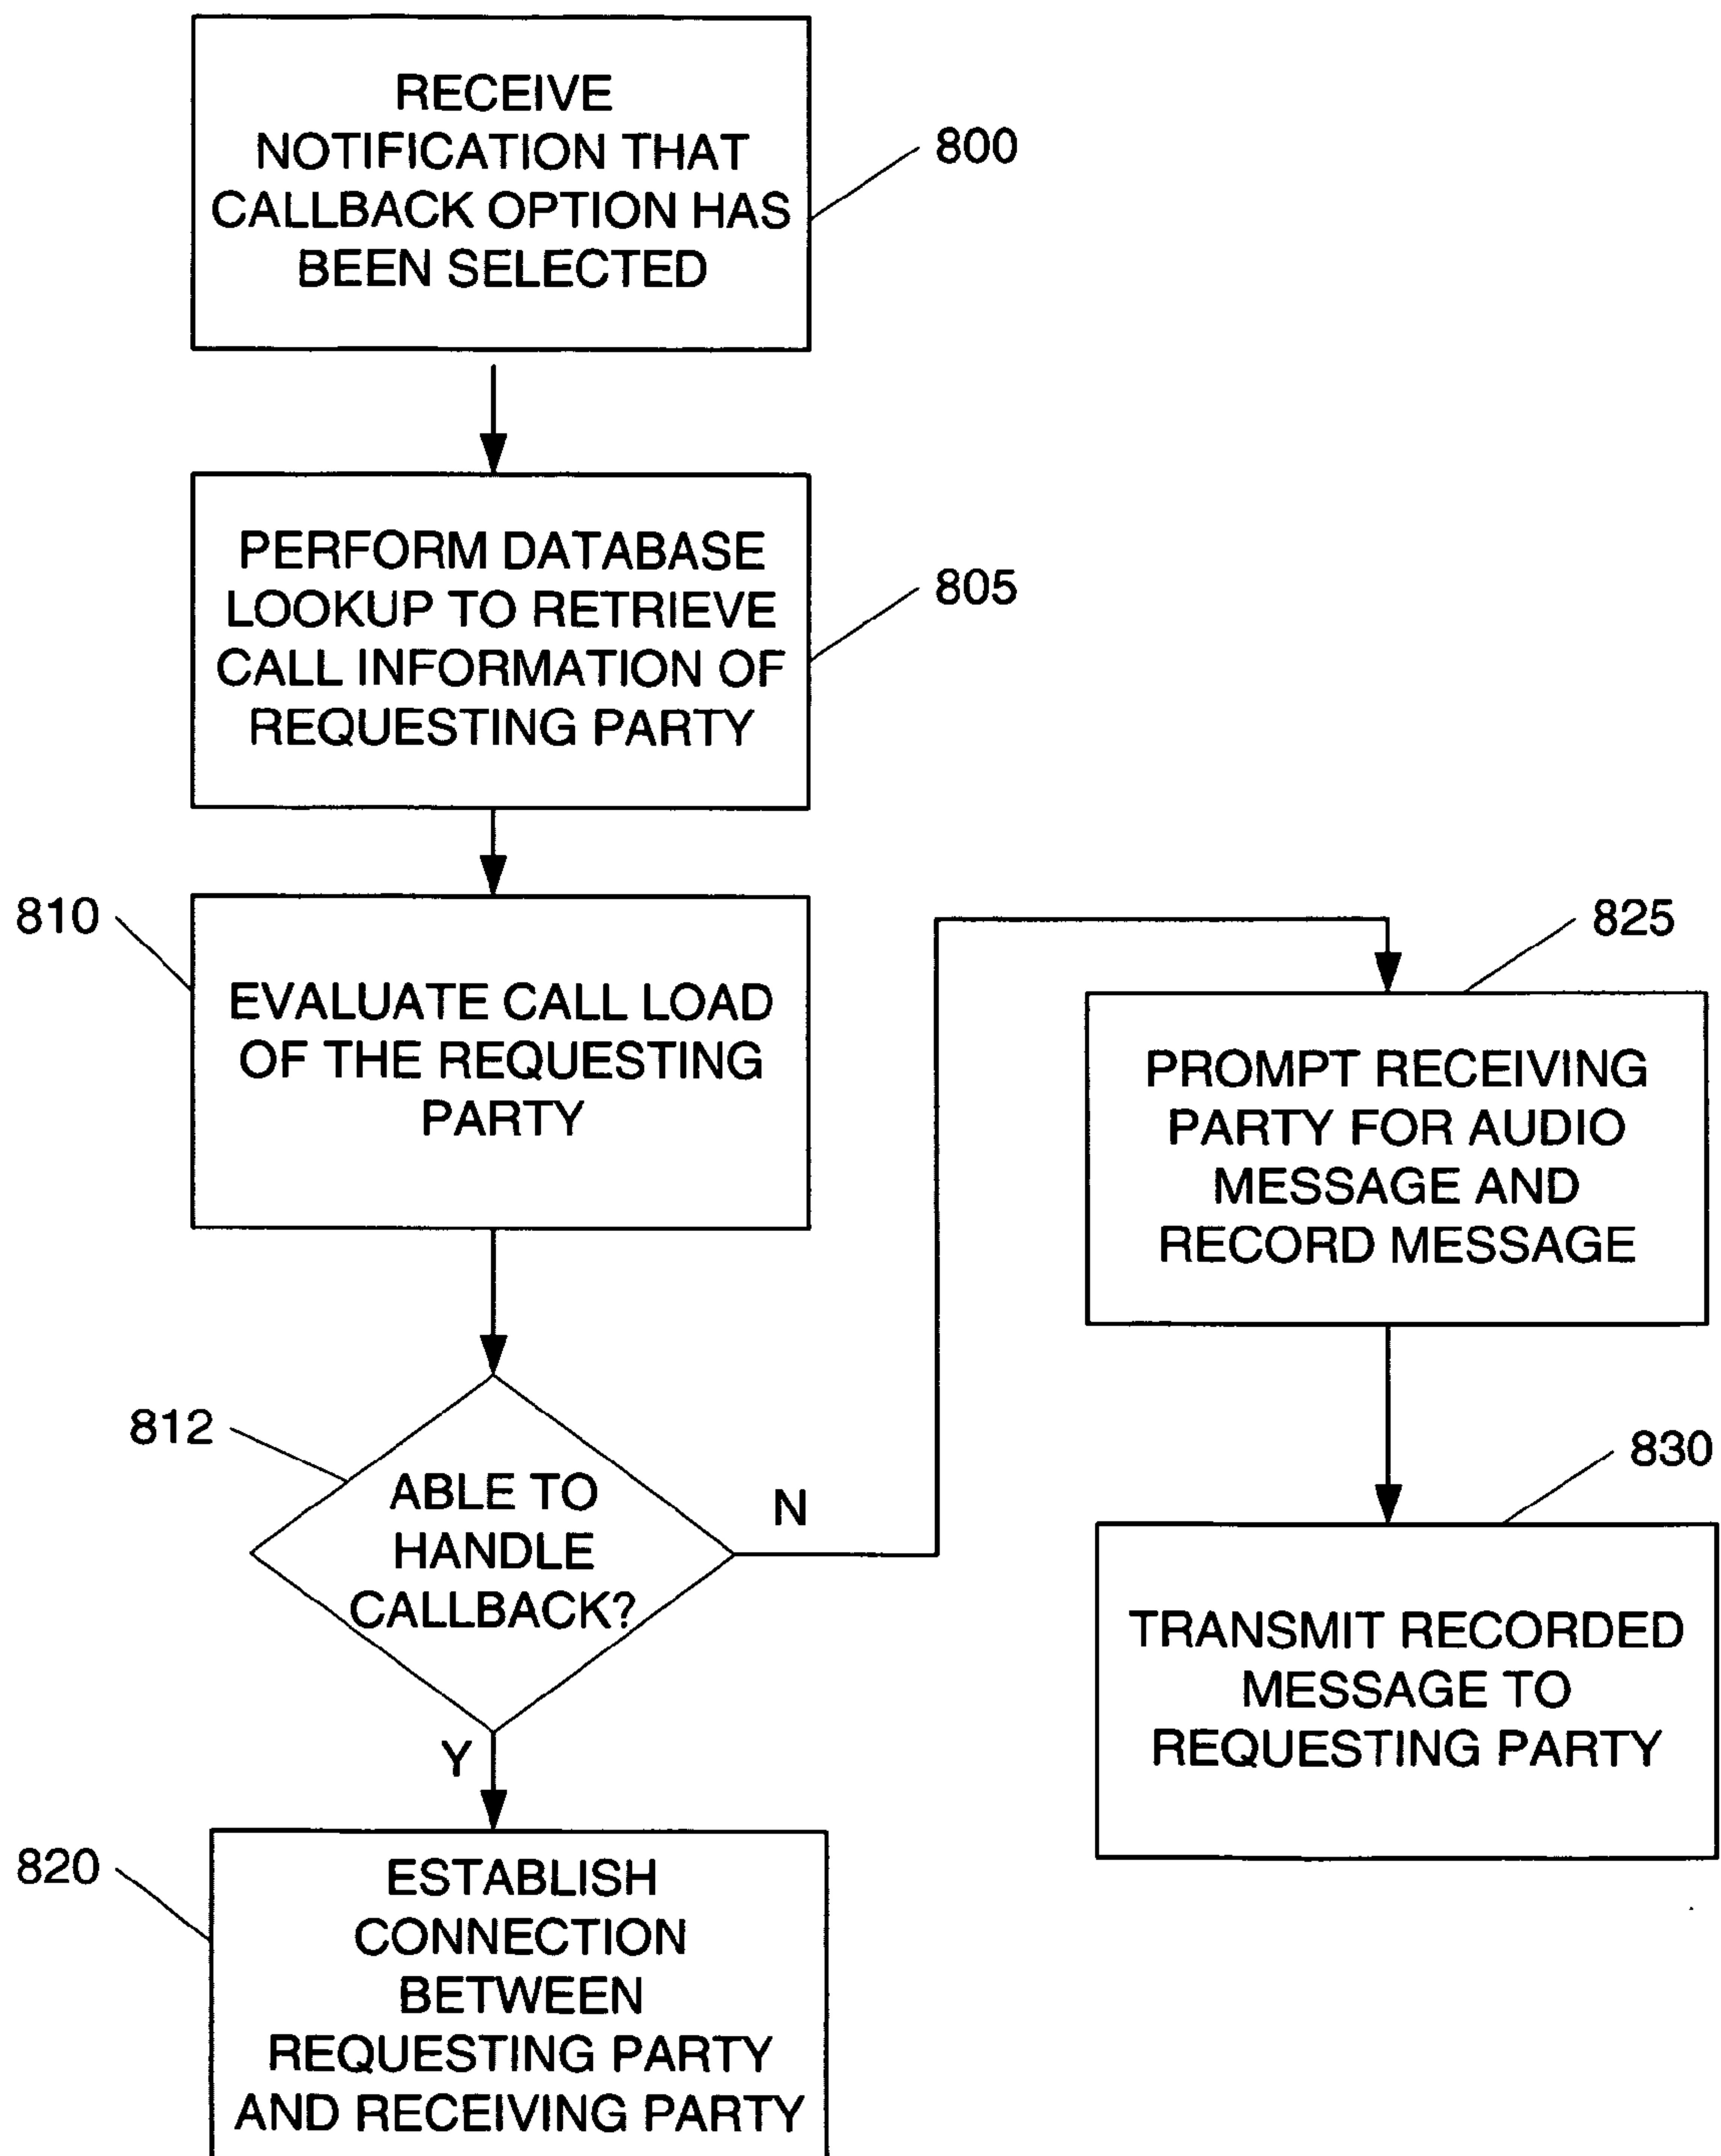 RECEIVE
NOTIFICATION THAT
CALLBACK OPTION HAS
BEEN SELECTED
800
PERFORM DATABASE
LOOKUP TO RETRIEVE
CALL INFORMATION OF
REQUESTING PARTY
805
810
EVALUATE CALL LOAD
OF THE REQUESTING
PARTY
812
ABLE TO
HANDLE
CALLBACK?
N
Y
820
ESTABLISH
CONNECTION
BETWEEN
REQUESTING PARTY
AND RECEIVING PARTY
825
PROMPT RECEIVING
PARTY FOR AUDIO
MESSAGE AND
RECORD MESSAGE
830
TRANSMIT RECORDED
MESSAGE TO
REQUESTING PARTY